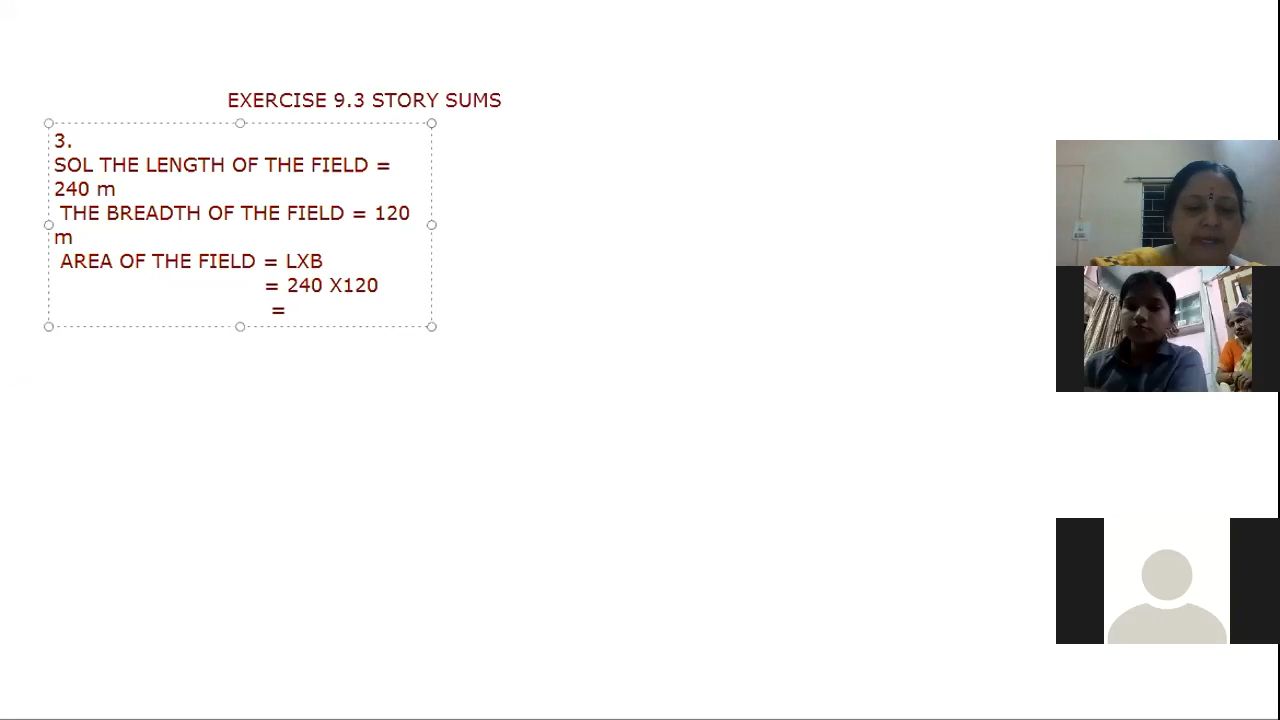 EXERCISE 9.3 STORY SUMS
3.
SOL THE LENGTH OF THE FIELD =
240 m
THE BREADTH OF THE FIELD = 120
m
AREA OF THE FIELD = LXB
= 240 X120
=